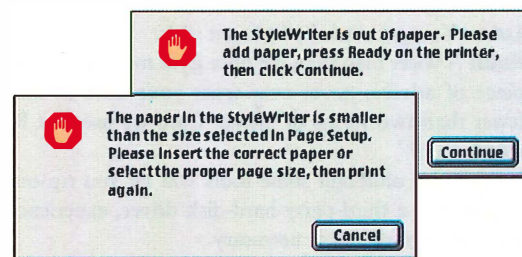 The StyleWriter is out of paper. Please
add paper, press Ready on the printer,
then click Continue.
Continue
The paper in the StyleWriter is smaller
than the size selected in Page Setup.
Please insert the correct paper or
select the proper page size, then print
again.
Cancel